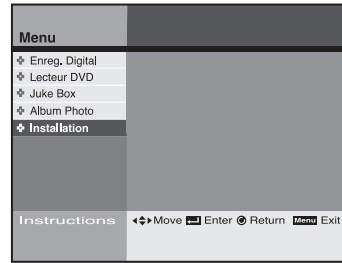 Menu
Enreg. Digital
Lecteur DVD
Juke Box
Album Photo
Installation
Instructions Move Enter Return Menu Exit